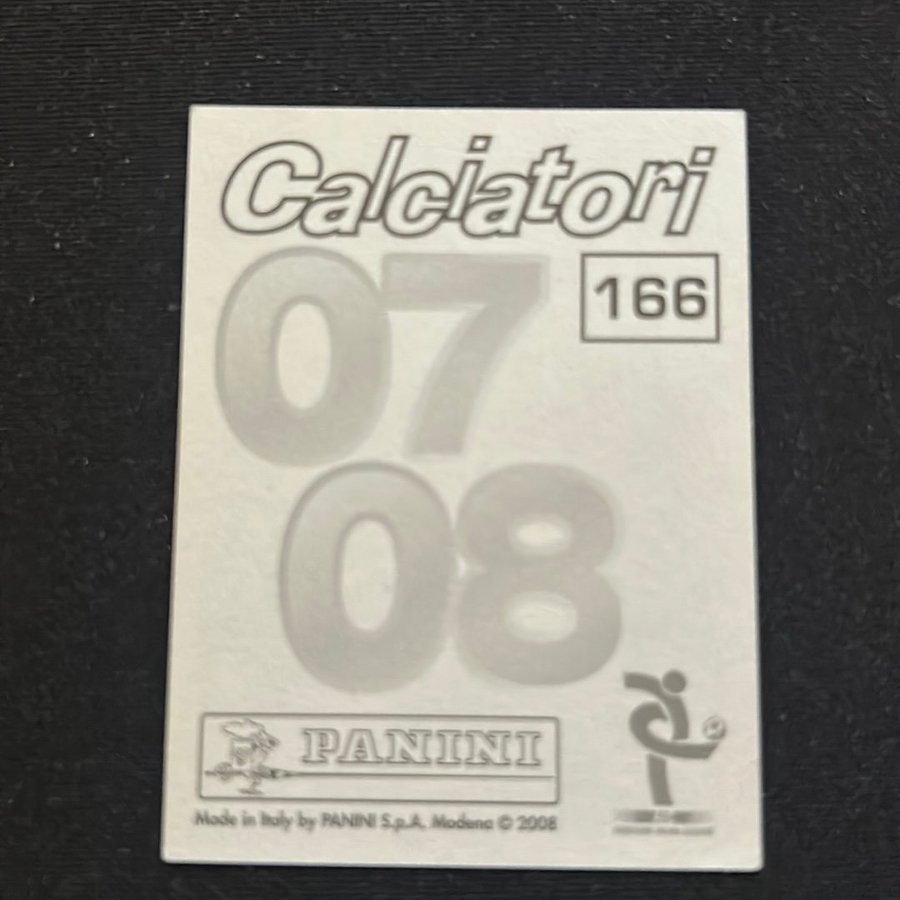 Calciatori
07
166
08
PANINI
Made in Italy by PANINI S.p.A. Modena © 2008